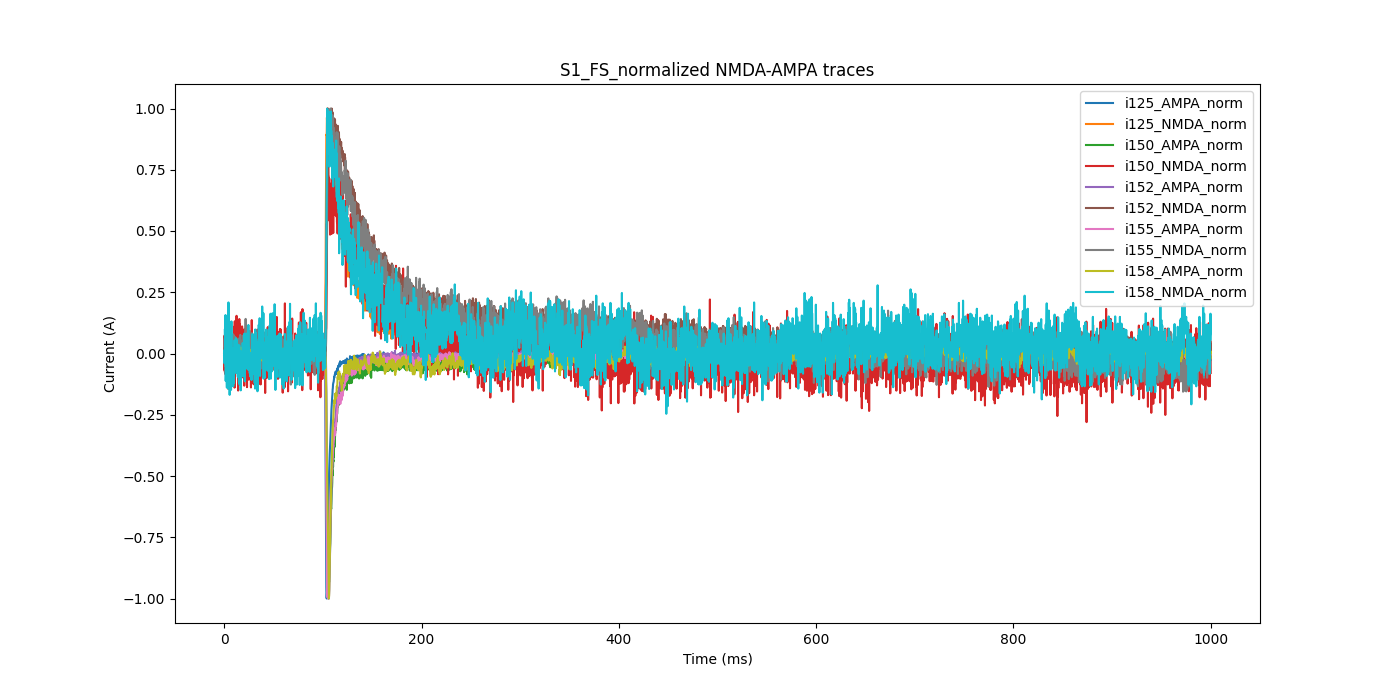 S1_FS_normalized NMDA-AMPA traces
i125_AMPA_norm
i125_NMDA_norm
i150_AMPA_norm
i150_NMDA_norm
i152_AMPA_norm
i152_NMDA_norm
i155_AMPA_norm
i155_NMDA_norm
i158_AMPA_norm
i158_NMDA_norm
Current (A)
1.00
0.75
0.50
0.25
0.00
−0.25
−0.50
−0.75
−1.00
0 200 400 600 800 1000
Time (ms)